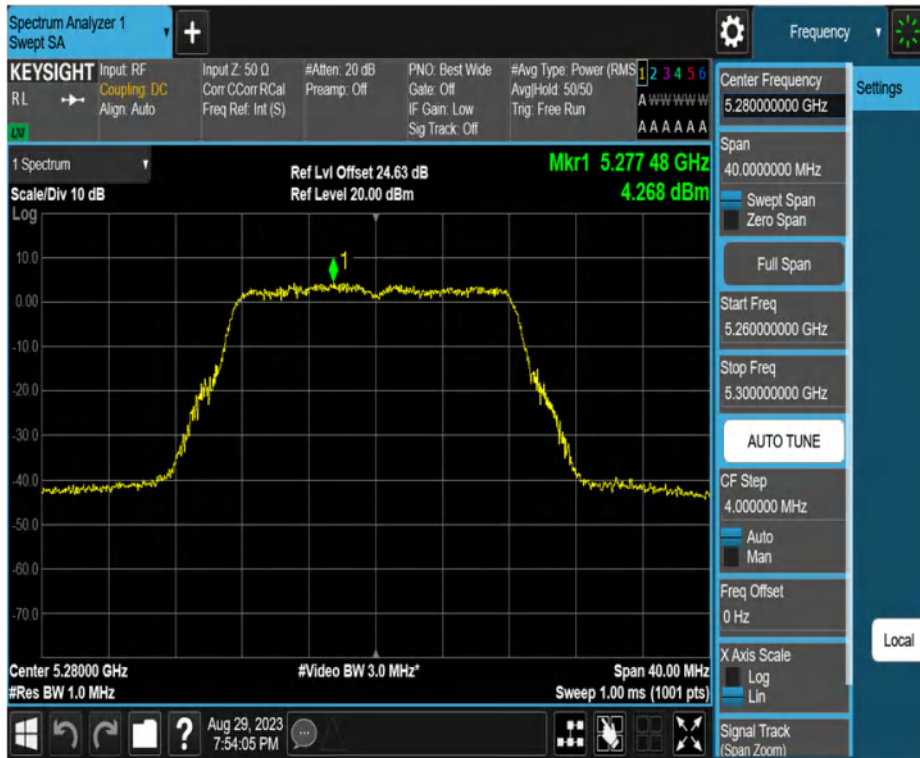 Spectrum Analyzer 1
Swept SA
+
Frequency
KEYSIGHT
RL
LXI
Input: RF
Coupling: DC
Align: Auto
Input Z: 50 Ω
Corr CCorr RCal
Freq Ref: Int (S)
#Atten: 20 dB
Preamp: Off
PNO: Best Wide
Gate: Off
IF Gain: Low
Sig Track: Off
#Avg Type: Power (RMS
Avg|Hold: 50/50
Trig: Free Run
1 2 3 4 5 6
A W W W W W
A A A A A A
1 Spectrum
Scale/Div 10 dB
Ref Lvl Offset 24.63 dB
Ref Level 20.00 dBm
Mkr1 5.277 48 GHz
4.268 dBm
Log
10.0
0.00
-10.0
-20.0
-30.0
-40.0
-50.0
-60.0
-70.0
1
Center 5.28000 GHz
#Res BW 1.0 MHz
#Video BW 3.0 MHz*
Span 40.00 MHz
Sweep 1.00 ms (1001 pts)
?
Aug 29, 2023
7:54:05 PM
Center Frequency
5.280000000 GHz
Span
40.0000000 MHz
Swept Span
Zero Span
Full Span
Start Freq
5.260000000 GHz
Stop Freq
5.300000000 GHz
AUTO TUNE
CF Step
4.000000 MHz
Auto
Man
Freq Offset
0 Hz
X Axis Scale
Log
Lin
Signal Track
(Span Zoom)
Settings
Local